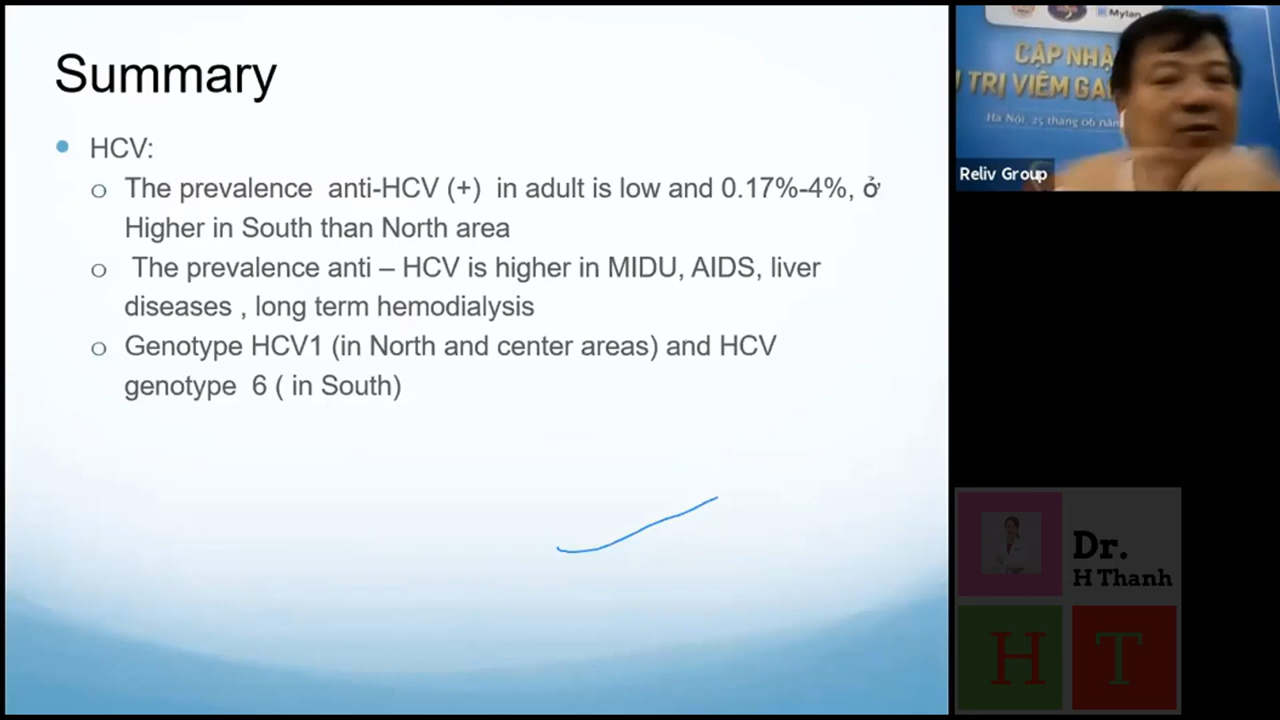 Summary
HCV:
The prevalence anti-HCV (+) in adult is low and 0.17%-4%, ở
Higher in South than North area
The prevalence anti – HCV is higher in MIDU, AIDS, liver
diseases , long term hemodialysis
Genotype HCV1 (in North and center areas) and HCV
genotype 6 ( in South)
Mylan
CẬP NHẬ
TRỊ VIÊM GA
Hà Nội, 25 tháng 06 năm
Reliv Group
Dr.
H Thanh
H T